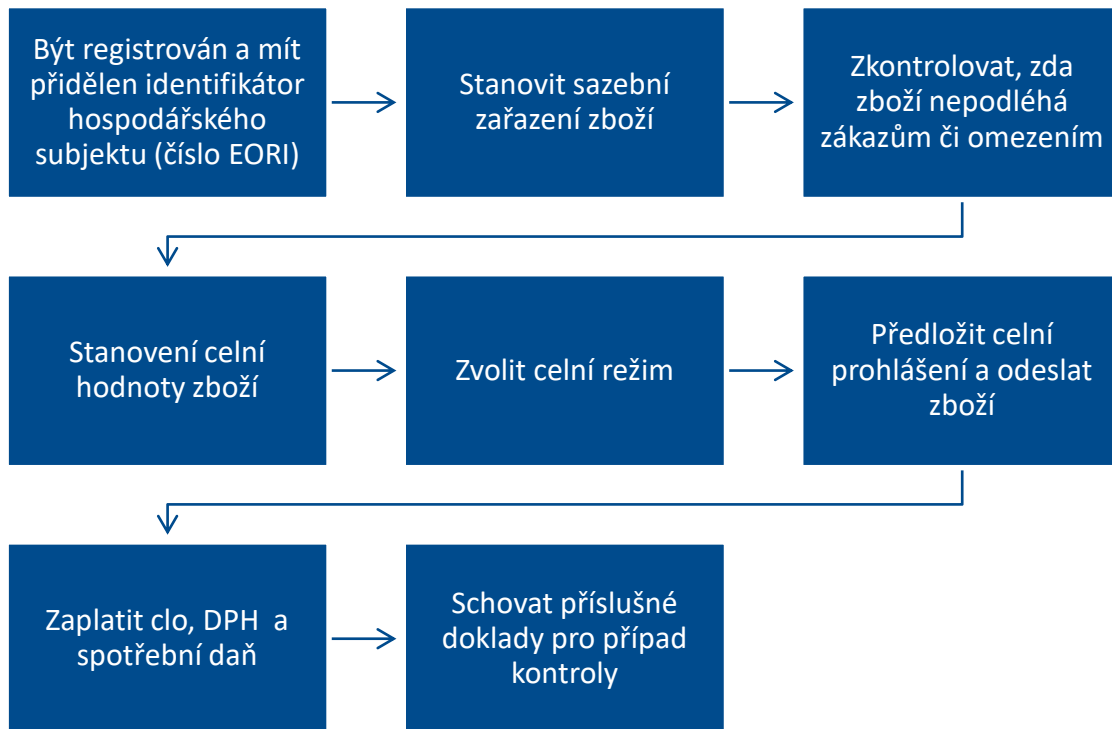 Být registrován a mít
přidělen identifikátor
hospodářského
subjektu (číslo EORI)
Stanovit sazební
zařazení zboží
Zkontrolovat, zda
zboží nepodléhá
zákazům či omezením
Stanovení celní
hodnoty zboží
Zvolit celní režim
Předložit celní
prohlášení a odeslat
zboží
Zaplatit clo, DPH a
spotřební daň
Schovat příslušné
doklady pro případ
kontroly